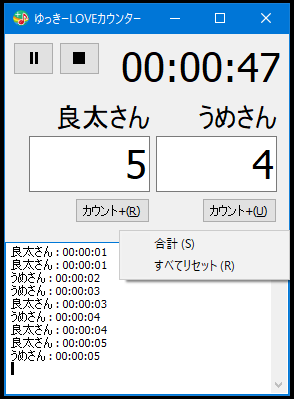 ゆっきーLOVEカウンター
00:00:47
良太さん うめさん
5 4
カウント+(R) カウント+(U)
合計 (S)
すべてリセット (R)
良太さん : 00:00:01
良太さん : 00:00:01
うめさん : 00:00:02
うめさん : 00:00:03
良太さん : 00:00:03
うめさん : 00:00:04
良太さん : 00:00:04
良太さん : 00:00:05
うめさん : 00:00:05